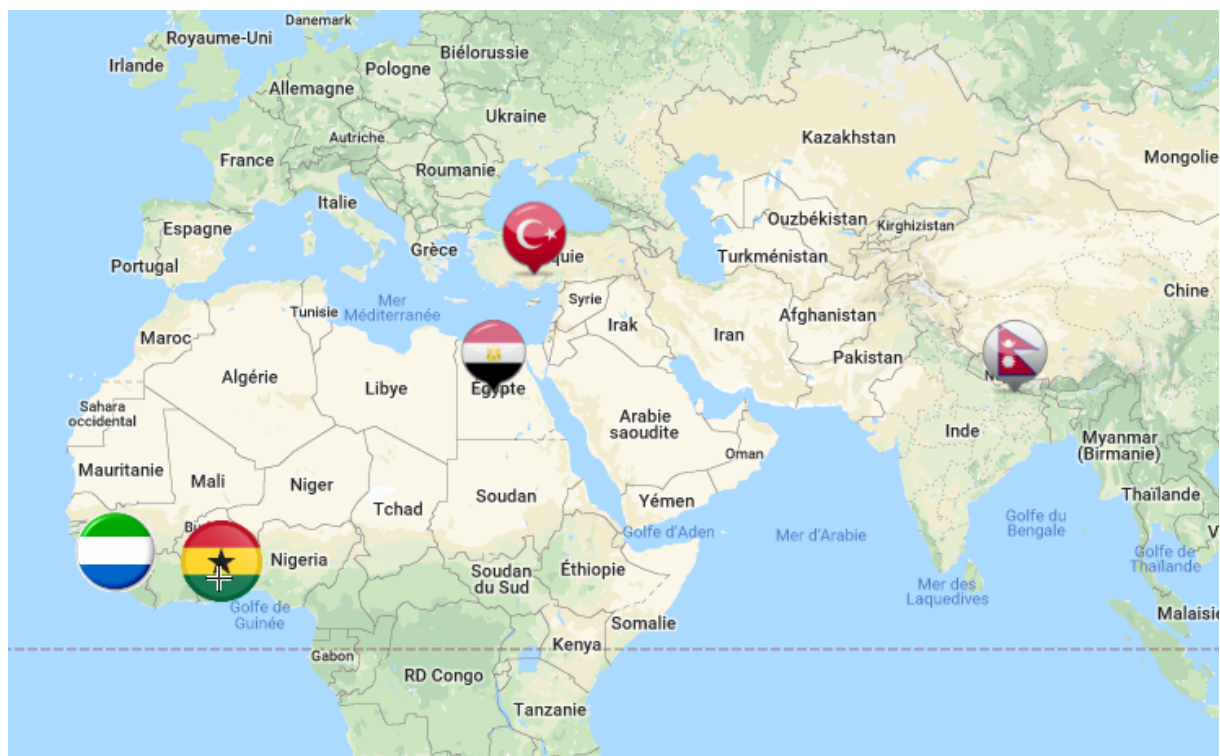 Danemark
Royaume-Uni
Biélorussie
Irlande
Pologne
Allemagne
Ukraine
Autriche
Kazakhstan
France
Mongolie
Roumanie
Italie
Ouzbékistan
Kirghizistan
Espagne
Grèce
quie
Turkménistan
Portugal
Chine
Mer
Méditerranée
Syrie
Tunisie
Afghanistan
Irak
Iran
Maroc
Pakistan
Algérie
Libye
Égypte
Sahara
occidental
Arabie
saoudite
Inde
Myanmar
(Birmanie)
Oman
Mauritanie
Mali
Niger
Soudan
Yémen
Thaïlande
Tchad
Golfe du
Bengale
Golfe d'Aden
Mer d'Arabie
Nigeria
Golfe de
Thaïlande
Soudan
du Sud
Éthiopie
Mer des
Laquedives
Golfe de
Guinée
Somalie
Malaisie
Kenya
Gabon
RD Congo
Tanzanie